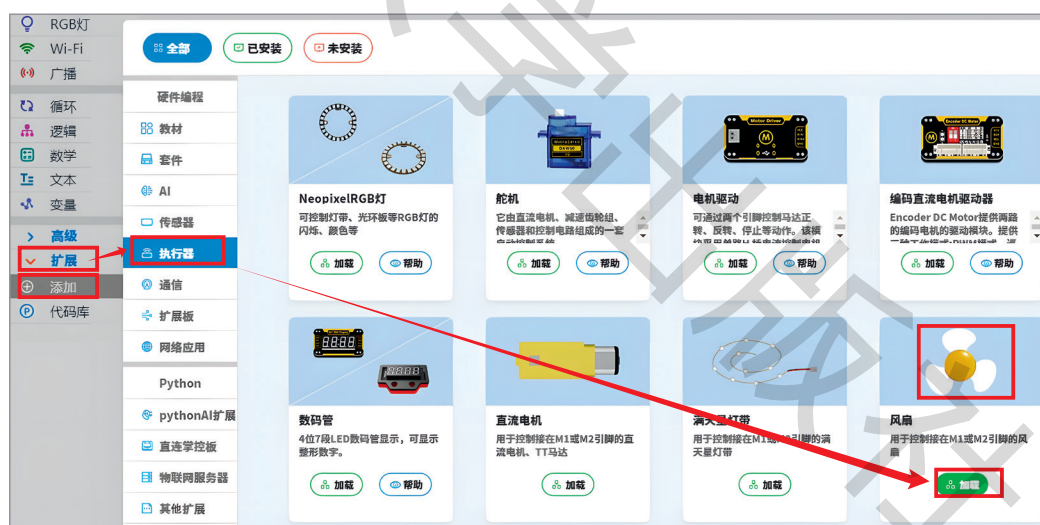 RGB灯
Wi-Fi
广播
循环
逻辑
数学
文本
变量
高级
扩展
添加
代码库
全部
已安装
未安装
硬件编程
教材
套件
AI
传感器
执行器
通信
扩展板
网络应用
Python
pythonAI扩展
直连掌控板
物联网服务器
其他扩展
NeopixelRGB灯
可控制灯带、光环板等RGB灯的
闪烁、颜色等
加载 帮助
舵机
它由直流电机、减速齿轮组、
传感器和控制电路组成的一套
自动控制系统
加载 帮助
Motor Driver
电机驱动
可通过两个引脚控制马达正
转、反转、停止等动作。该模
加载 帮助
Encoder DC Motor
编码直流电机驱动器
Encoder DC Motor提供两路
的编码电机的驱动模块。提供
加载 帮助
数码管
4位7段LED数码管显示，可显示
整形数字。
加载 帮助
直流电机
用于控制接在M1或M2引脚的直
流电机、TT马达
加载
满天星灯带
用于控制接在M1或M2引脚的满
天星灯带
加载
风扇
用于控制接在M1或M2引脚的风
扇
加载